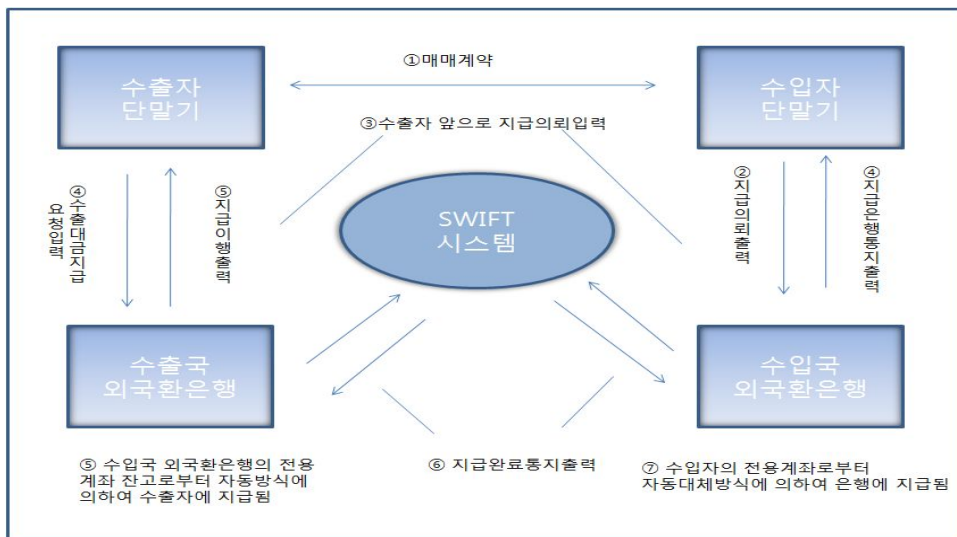 ①매매계약
수출자
단말기
수입자
단말기
③수출자 앞으로 지급의뢰입력
④수출대금지급
요청입력
⑤지급이행출력
SWIFT
시스템
②지급의뢰출력
④지급은행통지출력
수출국
외국환은행
수입국
외국환은행
⑤ 수입국 외국환은행의 전용
계좌 잔고로부터 자동방식에
의하여 수출자에 지급됨
⑥ 지급완료통지출력
⑦ 수입자의 전용계좌로부터
자동대체방식에 의하여 은행에 지급됨